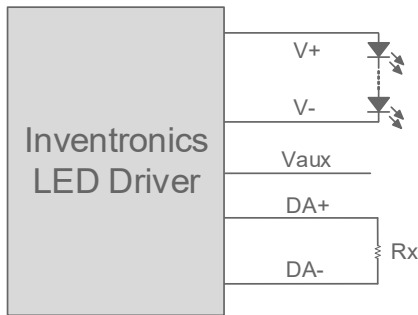 Inventronics
LED Driver
V+
V-
Vaux
DA+
DA-
Rx